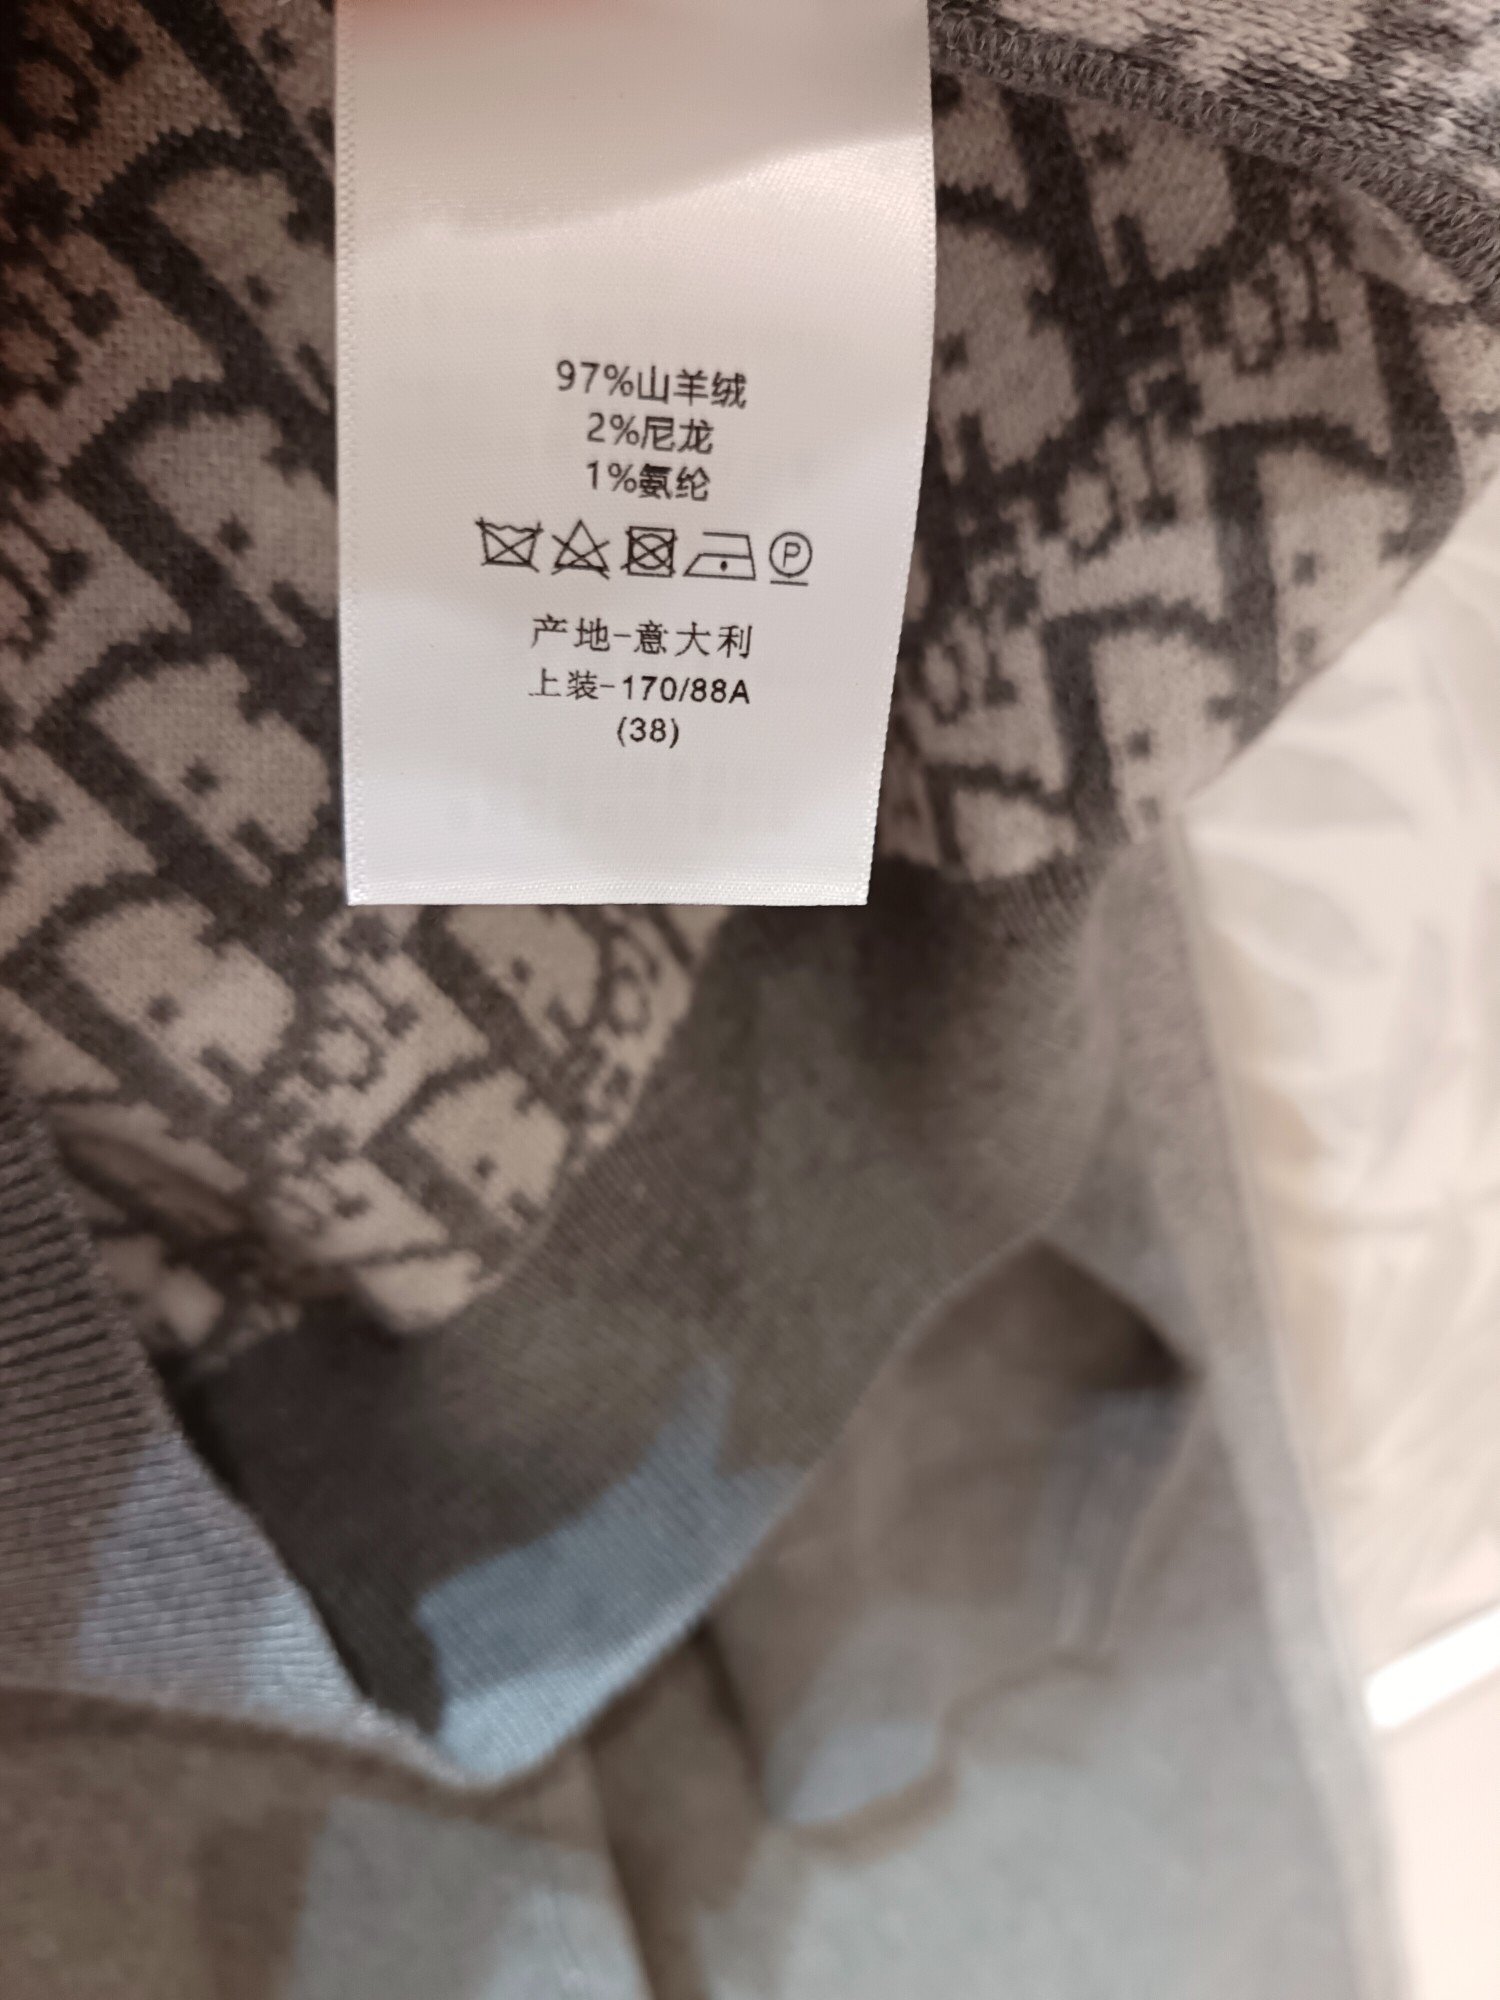 97%山羊绒
2%尼龙
1%氨纶
P
产地-意大利
上装-170/88A
(38)